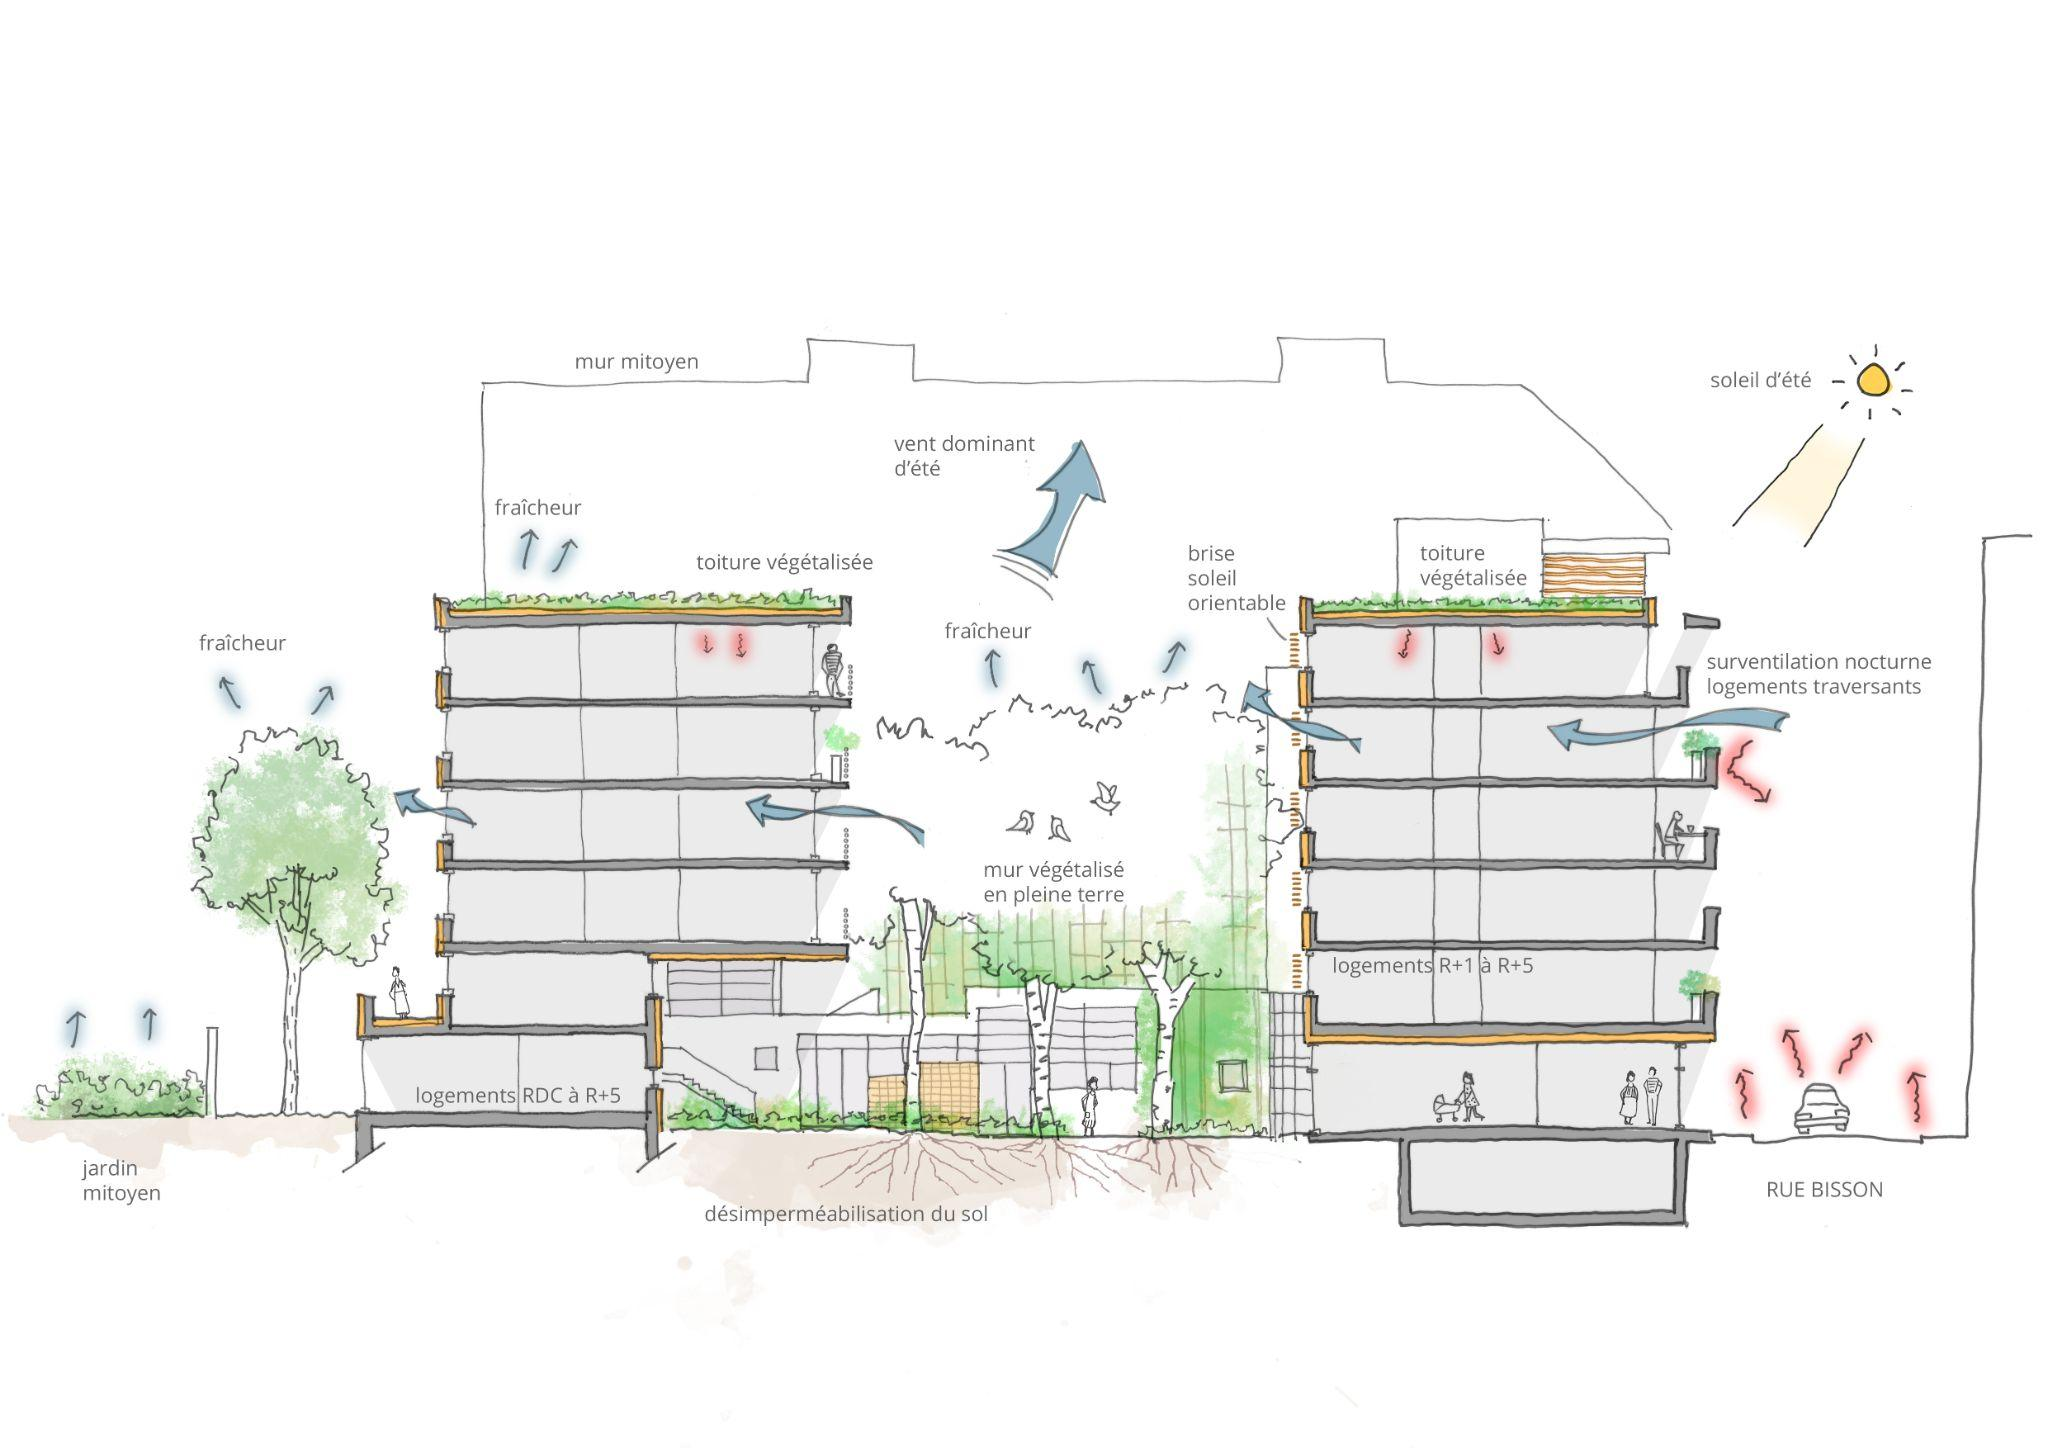 mur mitoyen
soleil d'été
vent dominant
d'été
fraîcheur
toiture végétalisée
brise
soleil
orientable
toiture
végétalisée
fraîcheur
fraîcheur
surventilation nocturne
logements traversants
mur végétalisé
en pleine terre
logements R+1 à R+5
logements RDC à R+5
jardin
mitoyen
désimperméabilisation du sol
RUE BISSON